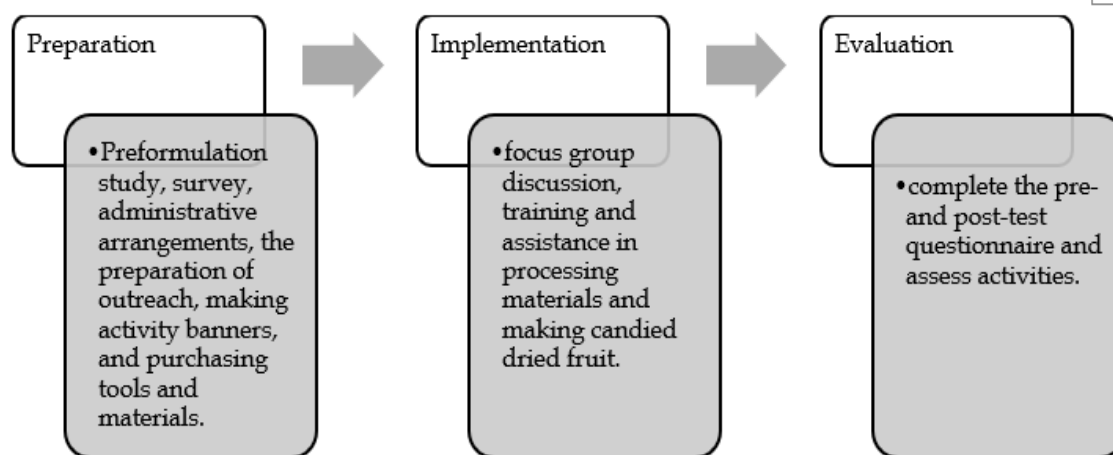 Preparation
•Preformulation
study, survey,
administrative
arrangements, the
preparation of
outreach, making
activity banners,
and purchasing
tools and
materials.
Implementation
•focus group
discussion,
training and
assistance in
processing
materials and
making candied
dried fruit.
Evaluation
•complete the pre-
and post-test
questionnaire and
assess activities.